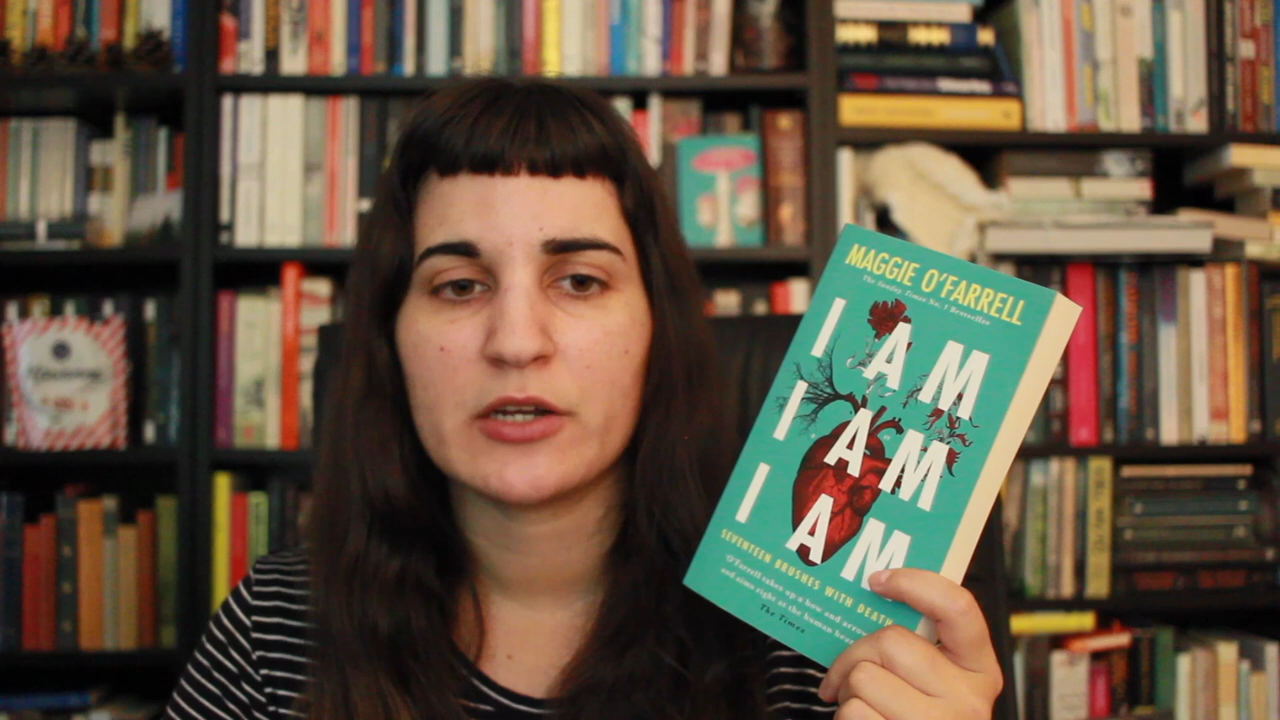 MAGGIE O'FARRELL
The Sunday Times No. 1 Bestseller
I AM
I AM
I AM
SEVENTEEN BRUSHES WITH DEATH
'O'Farrell takes up a bow and arrow
and aims right at the human
The Times